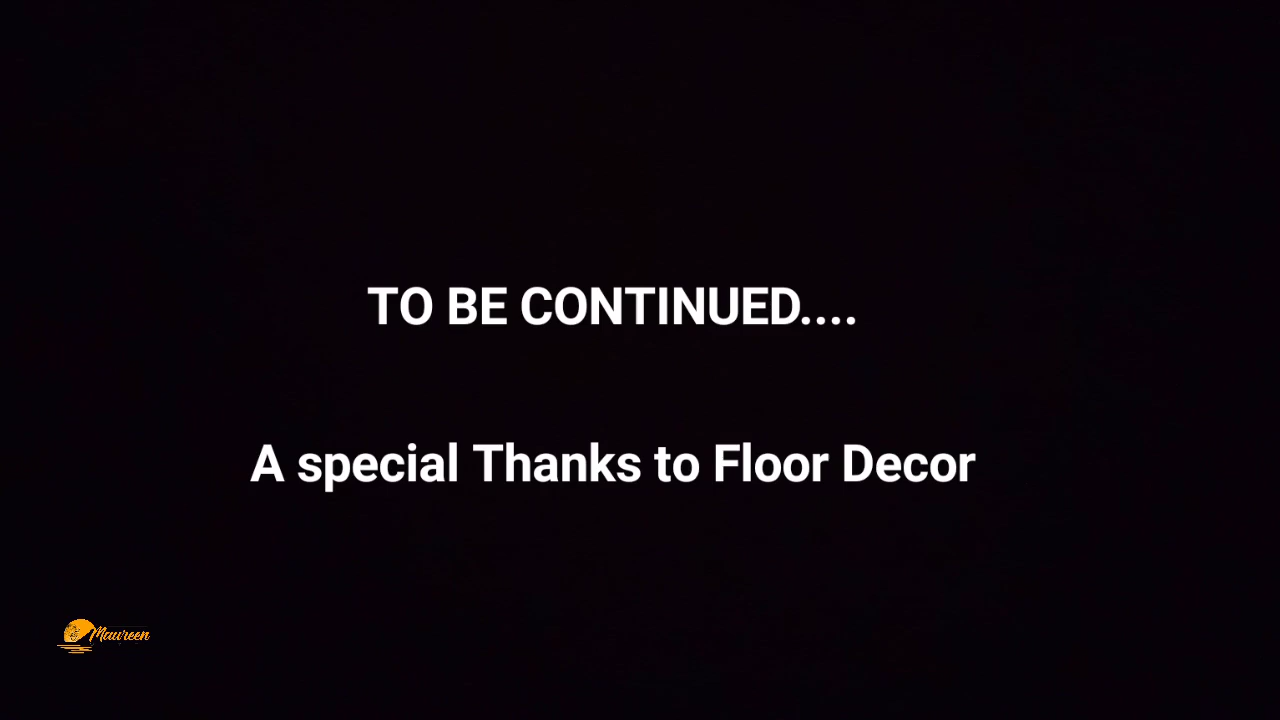 TO BE CONTINUED....
A special Thanks to Floor Decor
Maureen